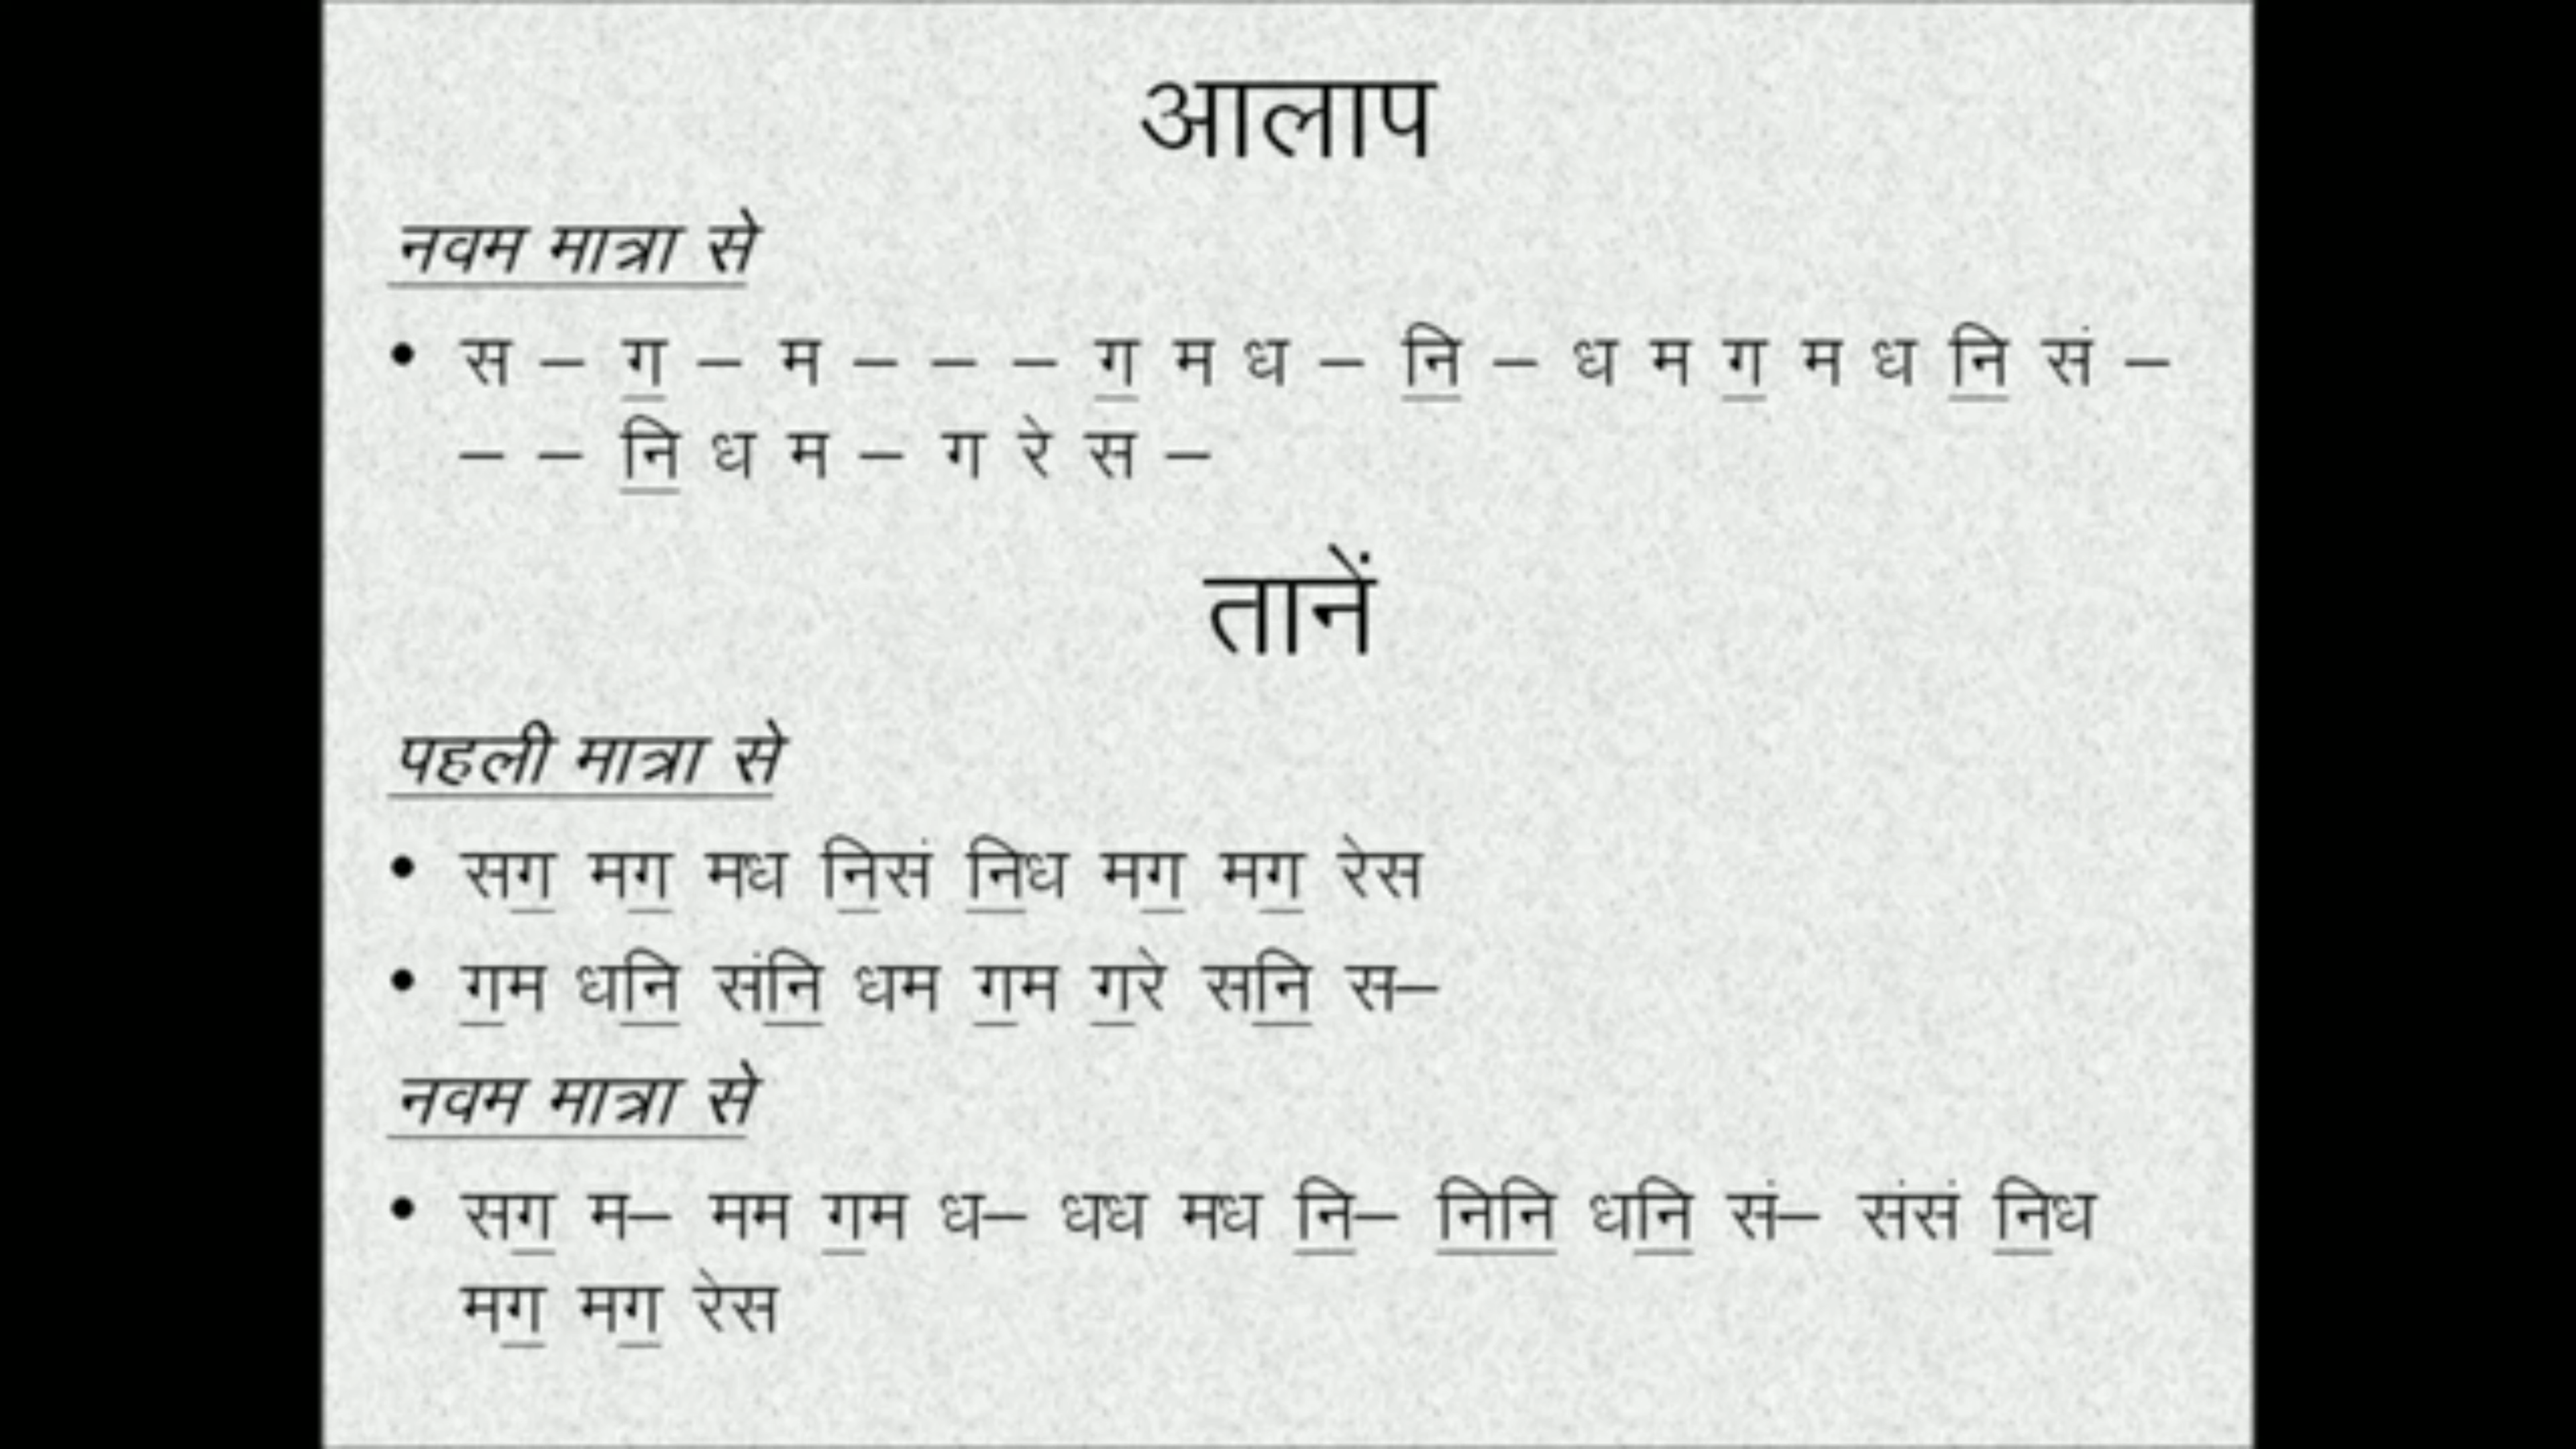 आलाप
नवम मात्रा से
• स – ग – म – – – ग म ध – नि – ध म ग म ध नि सं –
– – नि ध म – ग रे स –
तानें
पहली मात्रा से
• सग मग मध निसं निध मग मग रेस
• गम धनि संनि धम गम गरे सनि स–
नवम मात्रा से
• सग म– मम गम ध– धध मध नि– निनि धनि सं– संसं निध
मग मग रेस